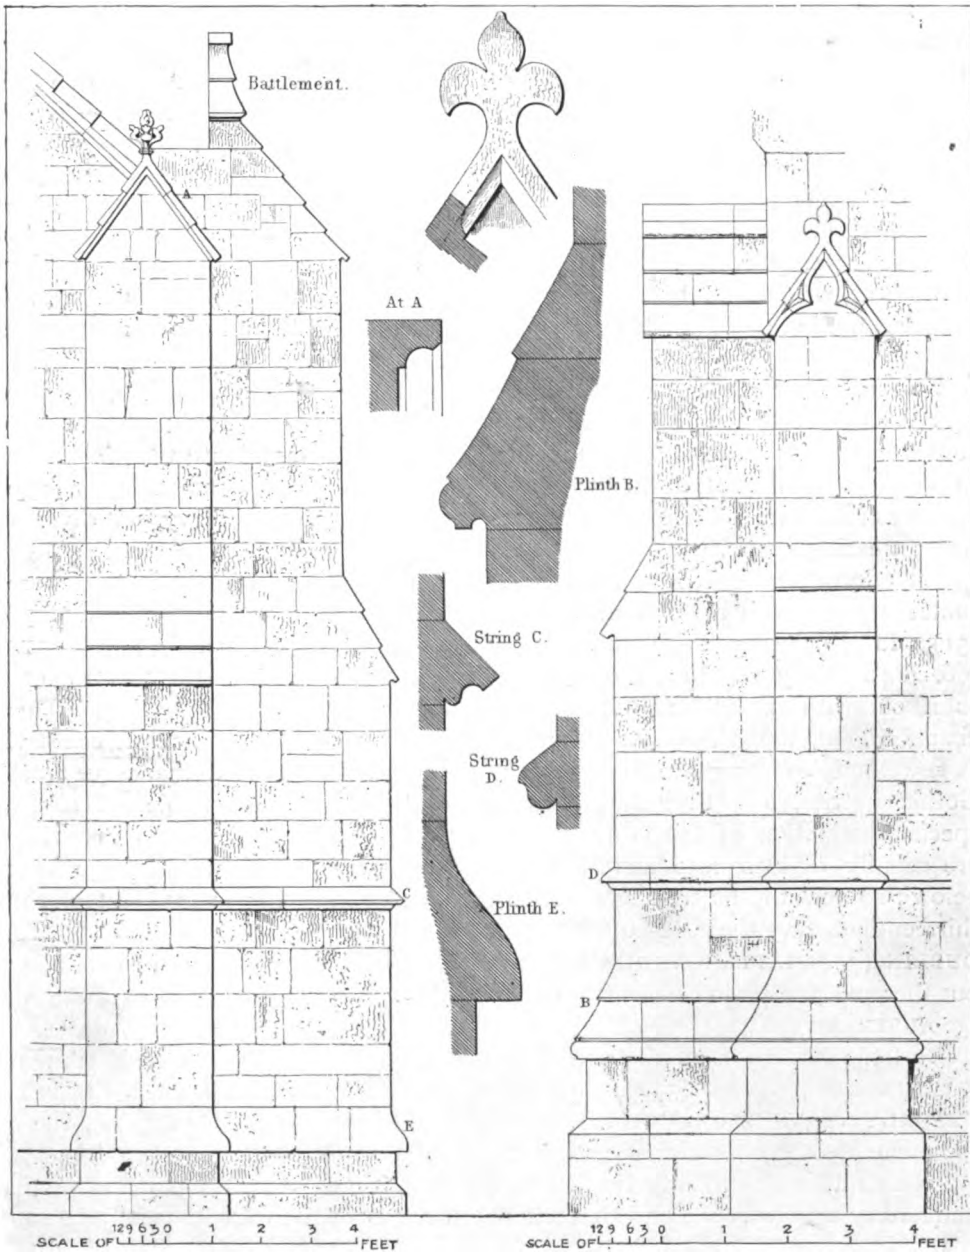 Battlement.
A
At A
Plinth B.
String C.
String
D.
D
C
Plinth E.
B
E
12 9 6 3 0 1 2 3 4
SCALE OF FEET
12 9 6 3 0 1 2 3 4
SCALE OF FEET